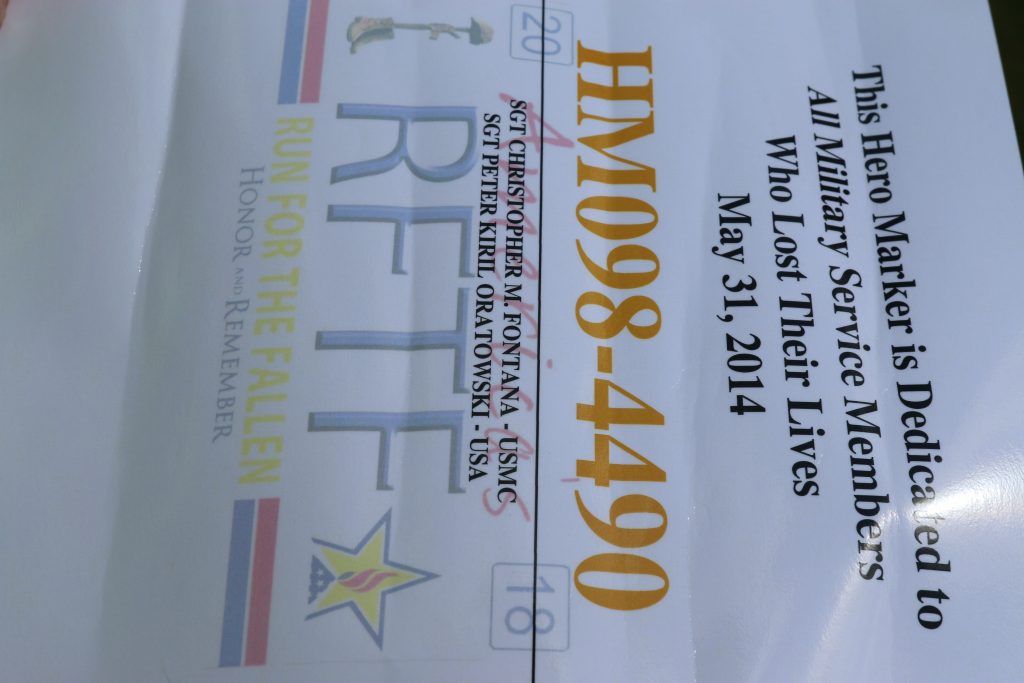 This Hero Marker is Dedicated to
All Military Service Members
Who Lost Their Lives
May 31, 2014
HM098-4490
20
18
America's
SGT CHRISTOPHER M. FONTANA - USMC
SGT PETER KIRIL ORATOWSKI - USA
RFTF
RUN FOR THE FALLEN
HONOR AND REMEMBER